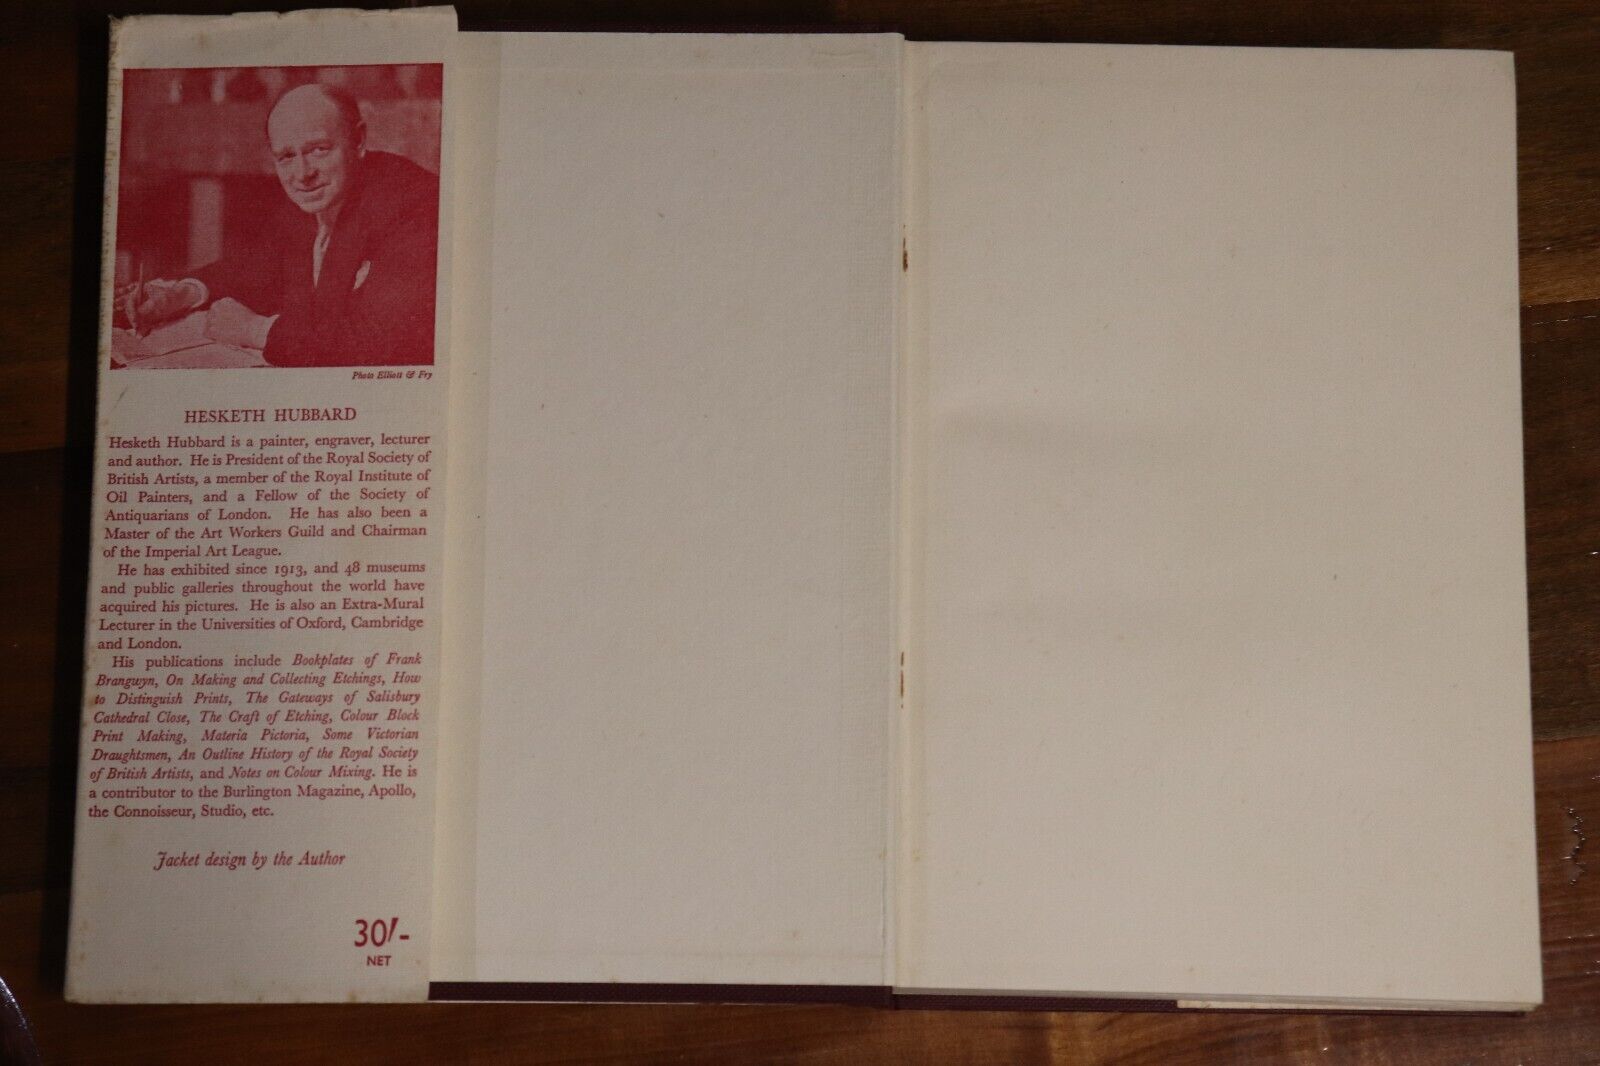 Photo Elliott & Fry
HESKETH HUBBARD
Hesketh Hubbard is a painter, engraver, lecturer
and author. He is President of the Royal Society of
British Artists, a member of the Royal Institute of
Oil Painters, and a Fellow of the Society of
Antiquarians of London. He has also been a
Master of the Art Workers Guild and Chairman
of the Imperial Art League.
He has exhibited since 1913, and 48 museums
and public galleries throughout the world have
acquired his pictures. He is also an Extra-Mural
Lecturer in the Universities of Oxford, Cambridge
and London.
His publications include Bookplates of Frank
Brangwyn, On Making and Collecting Etchings, How
to Distinguish Prints, The Gateways of Salisbury
Cathedral Close, The Craft of Etching, Colour Block
Print Making, Materia Pictoria, Some Victorian
Draughtsmen, An Outline History of the Royal Society
of British Artists, and Notes on Colour Mixing. He is
a contributor to the Burlington Magazine, Apollo,
the Connoisseur, Studio, etc.
Jacket design by the Author
30/-
NET